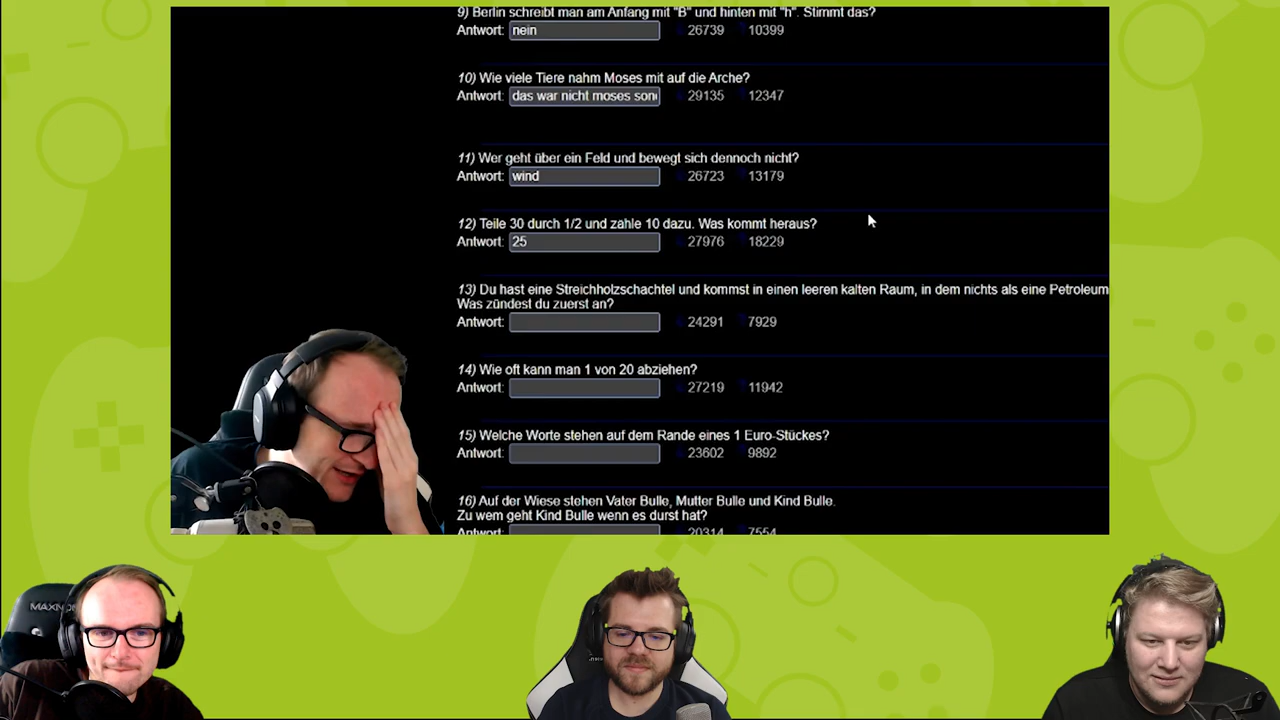 9) Berlin schreibt man am Anfang mit "B" und hinten mit "h". Stimmt das?
Antwort: nein 26739 10399
10) Wie viele Tiere nahm Moses mit auf die Arche?
Antwort: das war nicht moses son 29135 12347
11) Wer geht über ein Feld und bewegt sich dennoch nicht?
Antwort: wind 26723 13179
12) Teile 30 durch 1/2 und zähle 10 dazu. Was kommt heraus?
Antwort: 25 27976 18229
13) Du hast eine Streichholzschachtel und kommst in einen leeren kalten Raum, in dem nichts als eine Petroleum
Was zündest du zuerst an?
Antwort: 24291 7929
14) Wie oft kann man 1 von 20 abziehen?
Antwort: 27219 11942
15) Welche Worte stehen auf dem Rande eines 1 Euro-Stückes?
Antwort: 23602 9892
16) Auf der Wiese stehen Vater Bulle, Mutter Bulle und Kind Bulle.
Zu wem geht Kind Bulle wenn es durst hat?
Antwort: 20314 7554